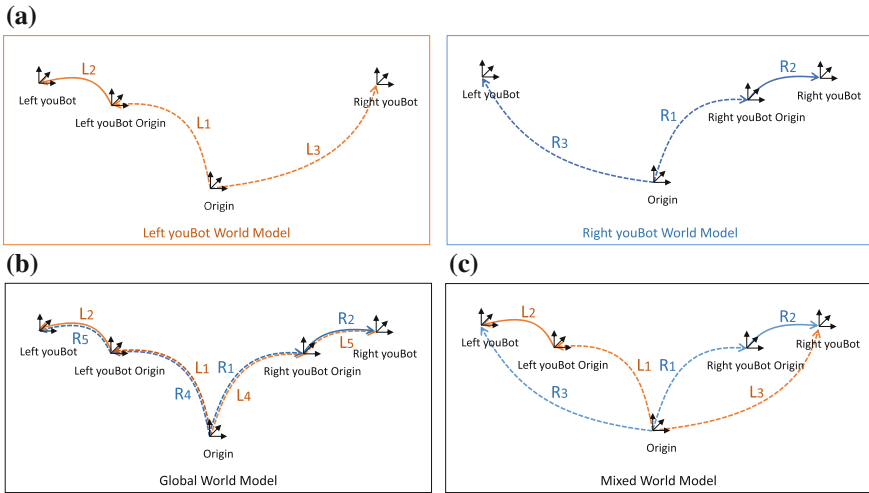 (a)
L2
Left youBot
Left youBot Origin
L1
L3
Right youBot
Origin
Left youBot World Model
Left youBot
R3
R1
R2
Right youBot Origin
Right youBot
Origin
Right youBot World Model
(b)
L2
R5
Left youBot
Left youBot Origin
L1
R4
R1
L4
R2
L5
Right youBot Origin
Right youBot
Origin
Global World Model
(c)
L2
Left youBot
Left youBot Origin
R3
L1
R1
R2
Right youBot Origin
Right youBot
L3
Origin
Mixed World Model